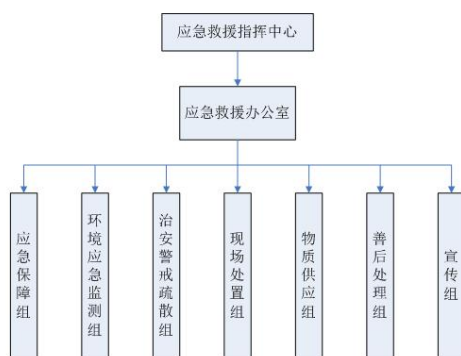 应急救援指挥中心
应急救援办公室
应急保障组
环境应急监测组
治安警戒疏散组
现场处置组
物质供应组
善后处理组
宣传组